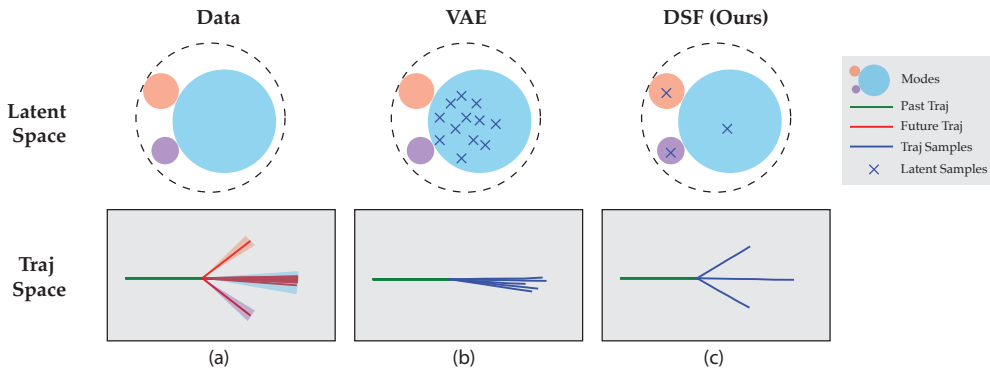 Data
VAE
DSF (Ours)
Latent
Space
Modes
Past Traj
Future Traj
Traj Samples
Latent Samples
Traj
Space
(a)
(b)
(c)